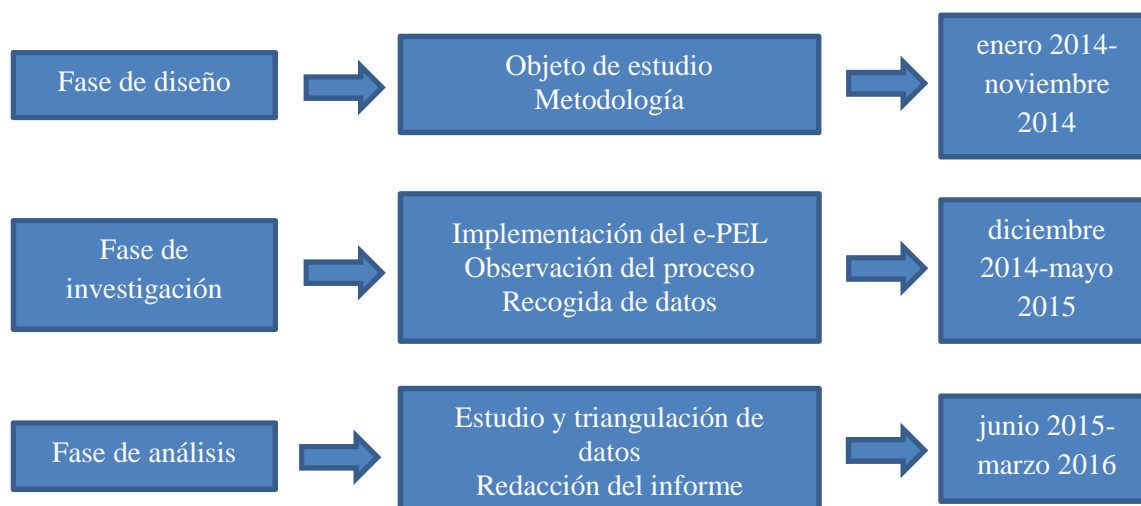 Fase de diseño
Objeto de estudio
Metodología
enero 2014-
noviembre
2014
Fase de
investigación
Implementación del e-PEL
Observación del proceso
Recogida de datos
diciembre
2014-mayo
2015
Fase de análisis
Estudio y triangulación de
datos
Redacción del informe
junio 2015-
marzo 2016